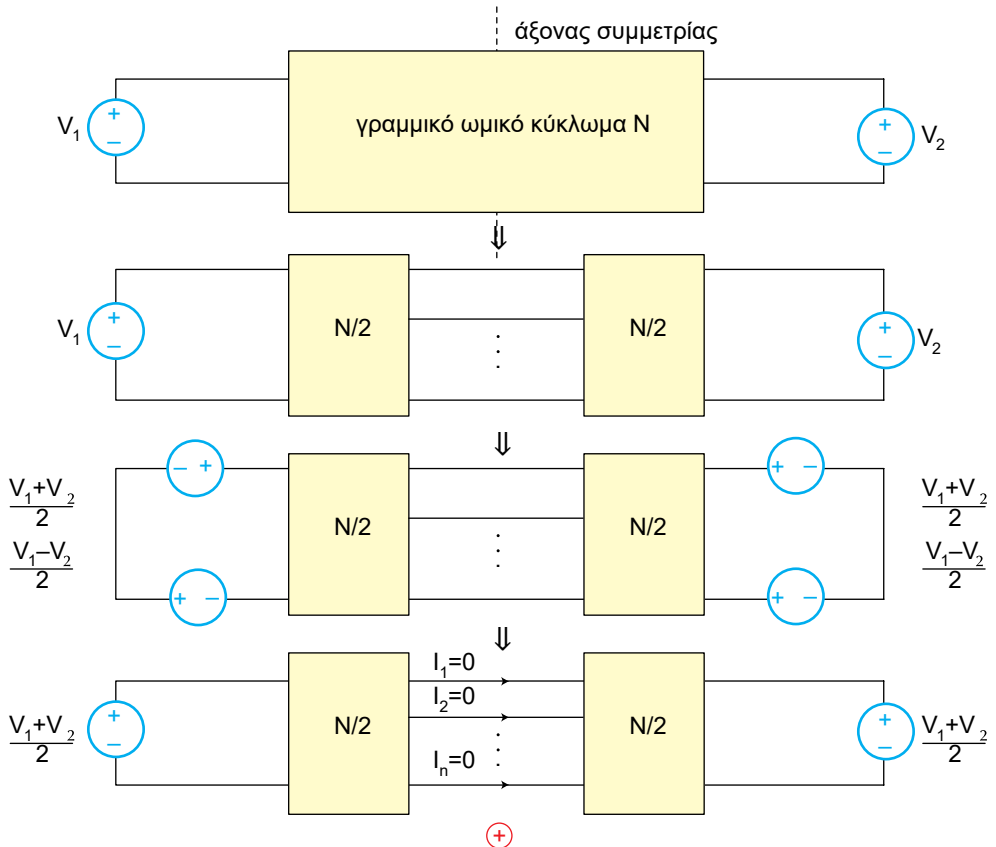 άξονας συμμετρίας
γραμμικό ωμικό κύκλωμα N
V₁
+
–
+
–
V₂
⇓
V₁
+
–
N/2
N/2
+
–
V₂
⇓
– +
+ –
V₁+V₂
2
V₁–V₂
2
N/2
N/2
V₁+V₂
2
V₁–V₂
2
+ –
+ –
⇓
I₁=0
I₂=0
Iₙ=0
V₁+V₂
2
+
–
N/2
N/2
+
–
V₁+V₂
2
+